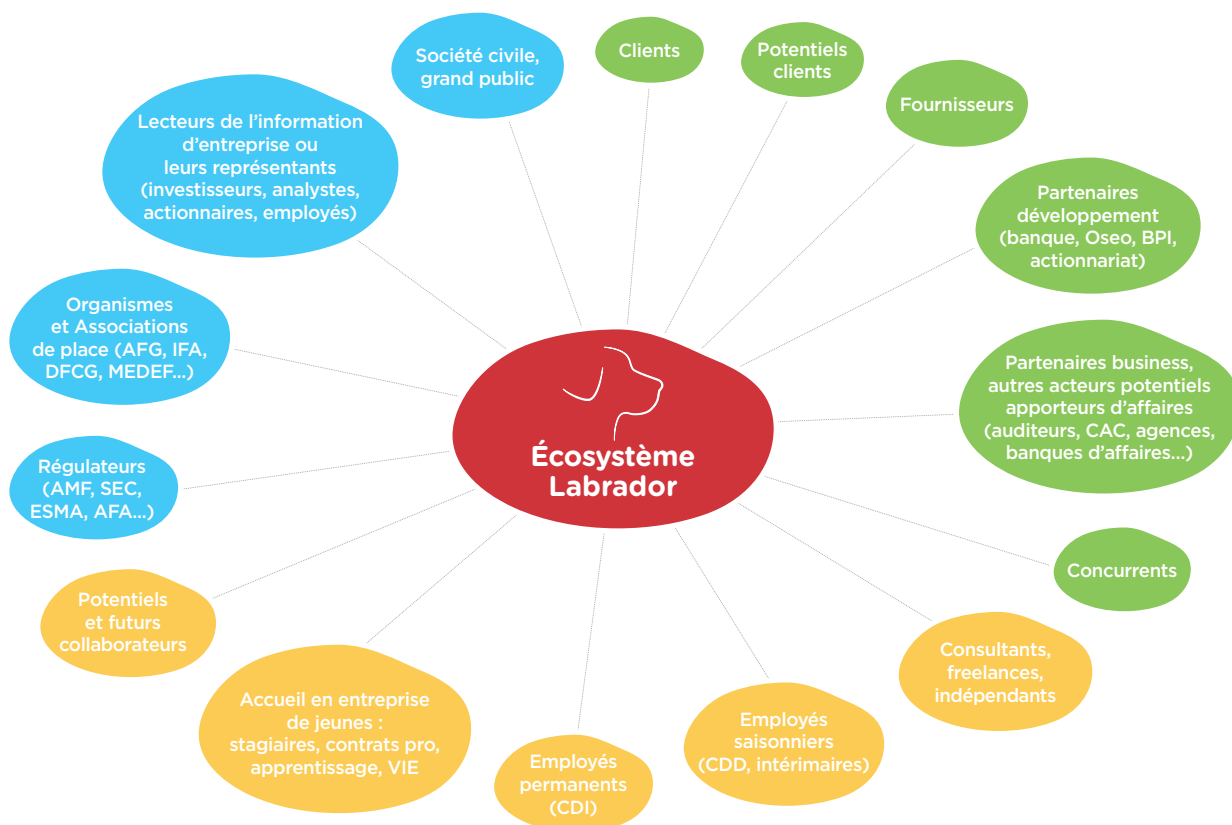 Société civile,
grand public
Clients
Potentiels
clients
Fournisseurs
Lecteurs de l'information
d'entreprise ou
leurs représentants
(investisseurs, analystes,
actionnaires, employés)
Partenaires
développement
(banque, Oseo, BPI,
actionnariat)
Organismes
et Associations
de place (AFG, IFA,
DFCG, MEDEF...)
Partenaires business,
autres acteurs potentiels
apporteurs d'affaires
(auditeurs, CAC, agences,
banques d'affaires...)
Écosystème
Labrador
Régulateurs
(AMF, SEC,
ESMA, AFA...)
Concurrents
Potentiels
et futurs
collaborateurs
Consultants,
freelances,
indépendants
Accueil en entreprise
de jeunes :
stagiaires, contrats pro,
apprentissage, VIE
Employés
saisonniers
(CDD, intérimaires)
Employés
permanents
(CDI)